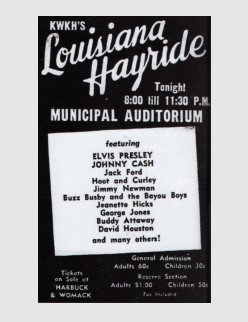 KWKH'S
Louisiana
Hayride
Tonight
8:00 till 11:30 P.M.
MUNICIPAL AUDITORIUM
featuring
ELVIS PRESLEY
JOHNNY CASH
Jack Ford
Hoot and Curley
Jimmy Newman
Buzz Busby and the Bayou Boys
Jeanette Hicks
George Jones
Buddy Attaway
David Houston
and many others!
General Admission
Adults 60c Children 30c
Reserve Section
Adults $1.00 Children 50c
Tax Included
Tickets
on Sale at
HARBUCK
& WOMACK